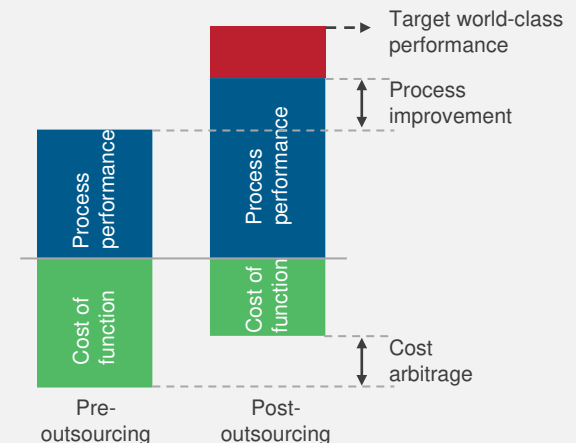 Target world-class
performance
Process
improvement
Process
performance
Process
performance
Cost of
function
Cost of
function
Cost
arbitrage
Pre-
outsourcing
Post-
outsourcing